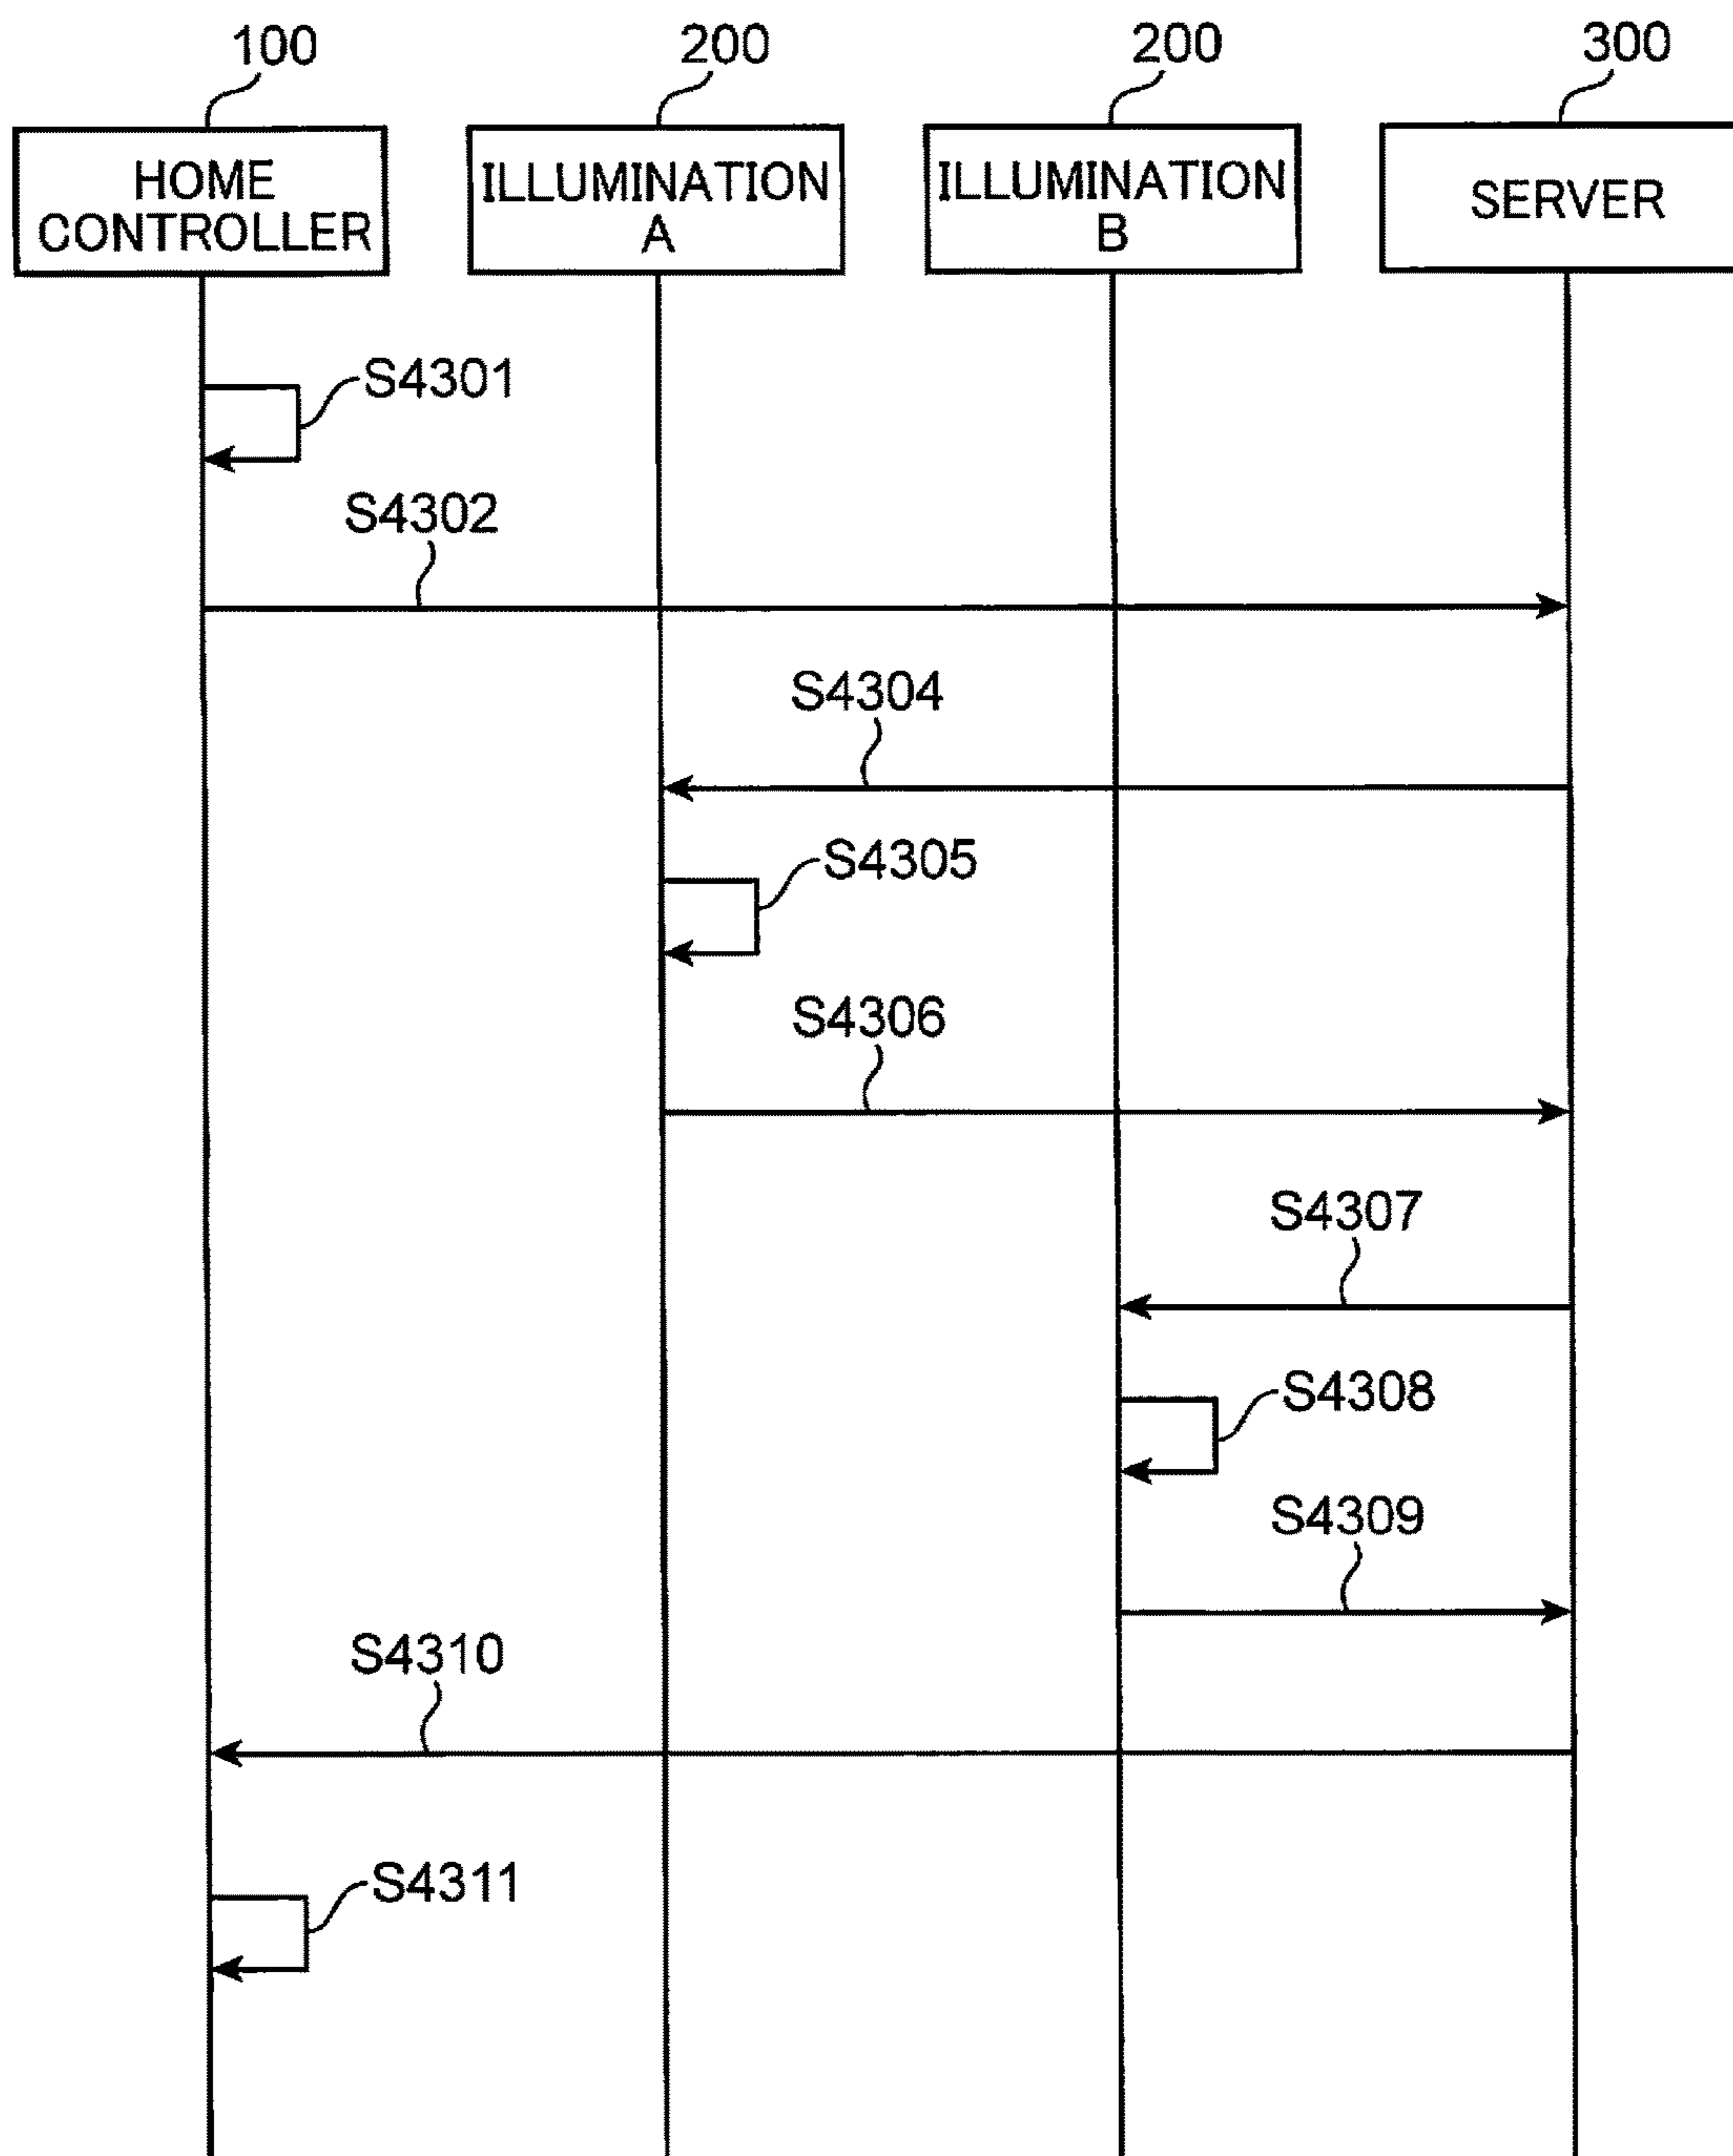 100
200
200
300
HOME
CONTROLLER
ILLUMINATION
A
ILLUMINATION
B
SERVER
S4301
S4302
S4304
S4305
S4306
S4307
S4308
S4309
S4310
S4311